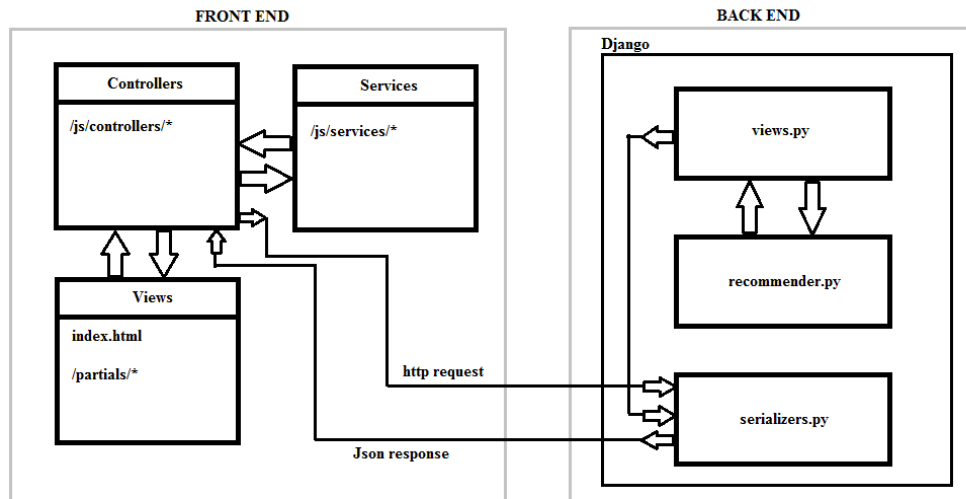 FRONT END
Controllers
/js/controllers/*
Services
/js/services/*
Views
index.html
/partials/*
http request
Json response
BACK END
Django
views.py
recommender.py
serializers.py